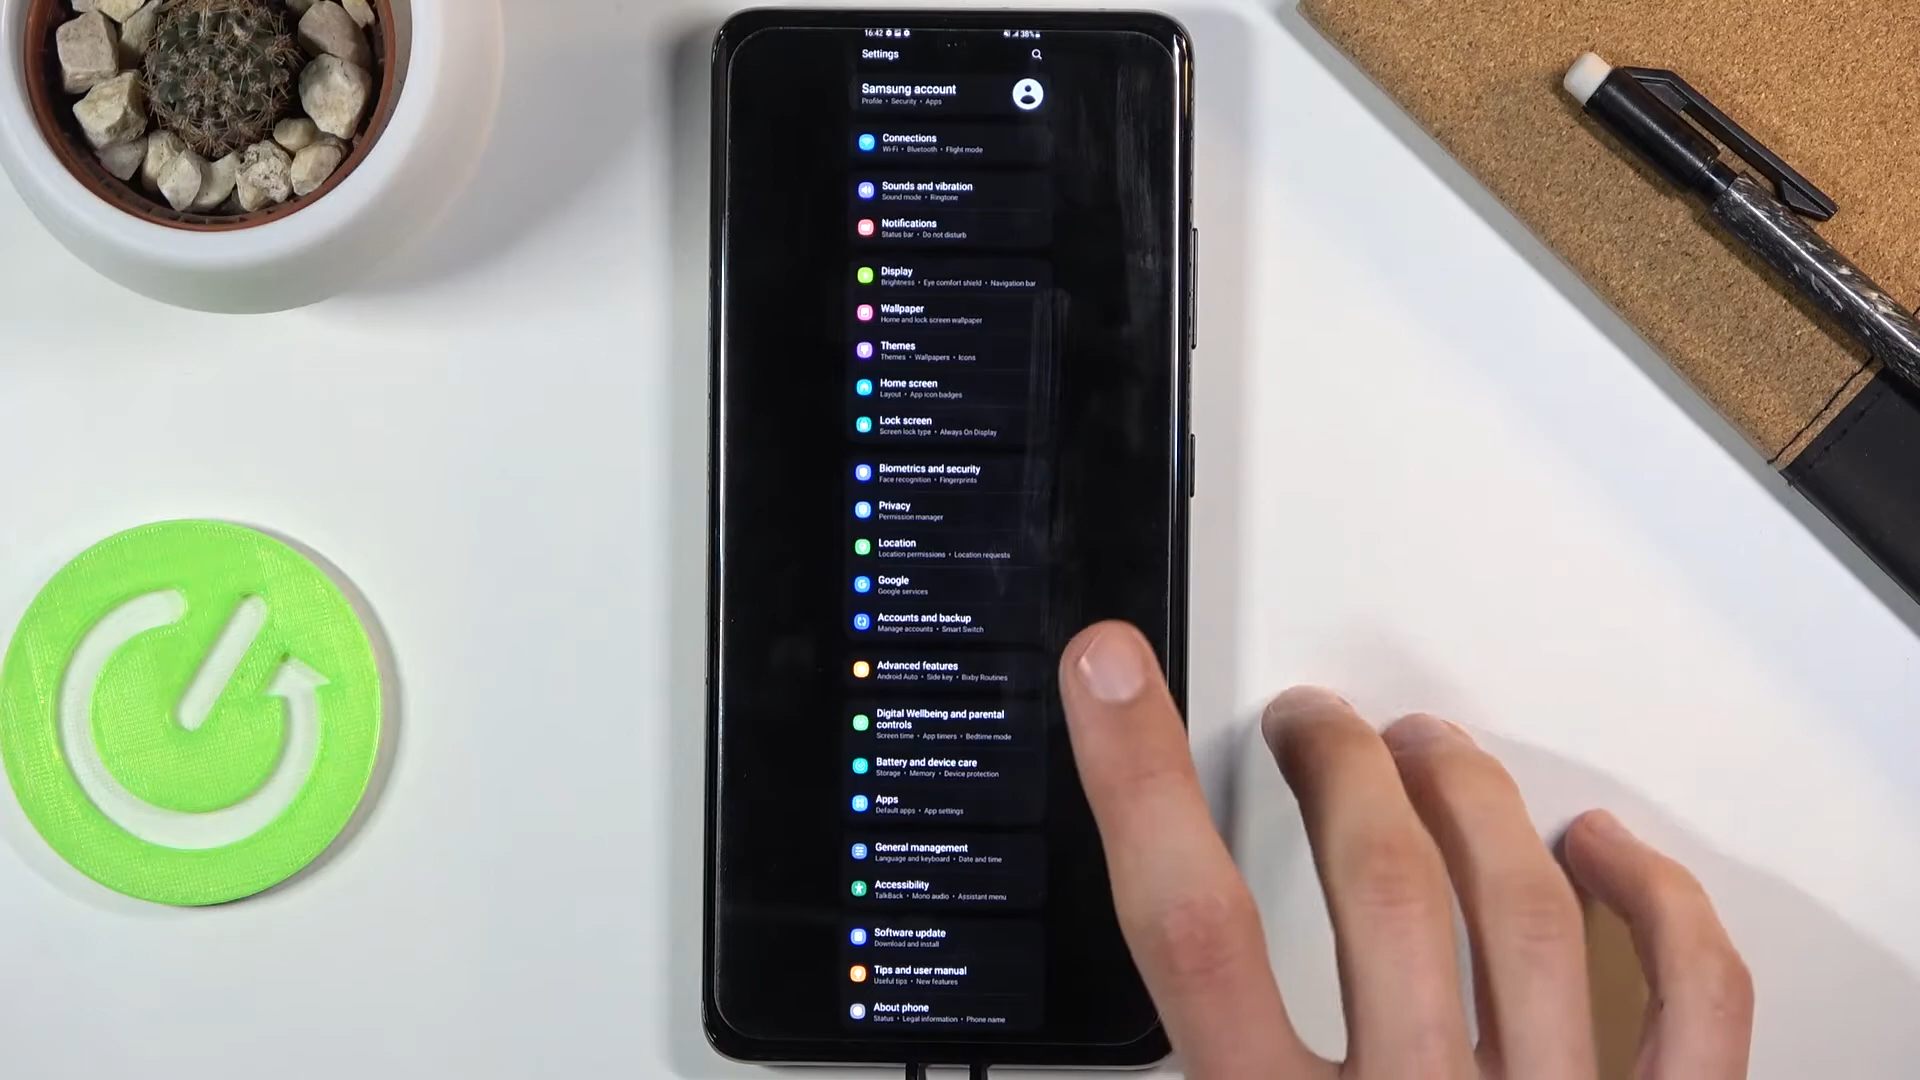 16:42
38%
Settings
Samsung account
Profile • Security • Apps
Connections
Wi-Fi • Bluetooth • Flight mode
Sounds and vibration
Sound mode • Ringtone
Notifications
Status bar • Do not disturb
Display
Brightness • Eye comfort shield • Navigation bar
Wallpaper
Home and lock screen wallpaper
Themes
Themes • Wallpapers • Icons
Home screen
Layout • App icon badges
Lock screen
Screen lock type • Always On Display
Biometrics and security
Face recognition • Fingerprints
Privacy
Permission manager
Location
Location permissions • Location requests
Google
Google services
Accounts and backup
Manage accounts • Smart Switch
Advanced features
Android Auto • Side key • Bixby Routines
Digital Wellbeing and parental
controls
Screen time • App timers • Bedtime mode
Battery and device care
Storage • Memory • Device protection
Apps
Default apps • App settings
General management
Language and keyboard • Date and time
Accessibility
TalkBack • Mono audio • Assistant menu
Software update
Download and install
Tips and user manual
Useful tips • New features
About phone
Status • Legal information • Phone name